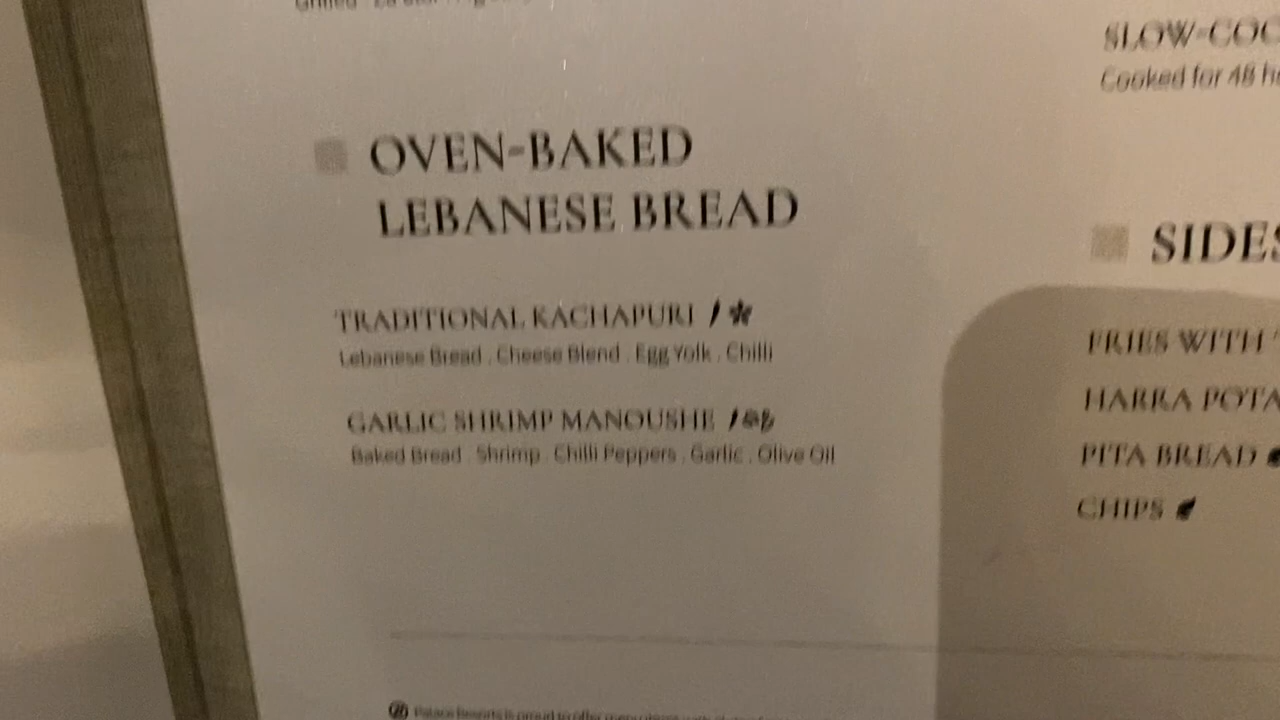 OVEN-BAKED
LEBANESE BREAD
TRADITIONAL KACHAPURI
Lebanese Bread . Cheese Blend . Egg Yolk . Chilli
GARLIC SHRIMP MANOUSHE
Baked Bread . Shrimp . Chilli Peppers . Garlic . Olive Oil
SLOW-COO
Cooked for 48
SIDES
FRIES WITH
HARRA POTA
PITA BREAD
CHIPS